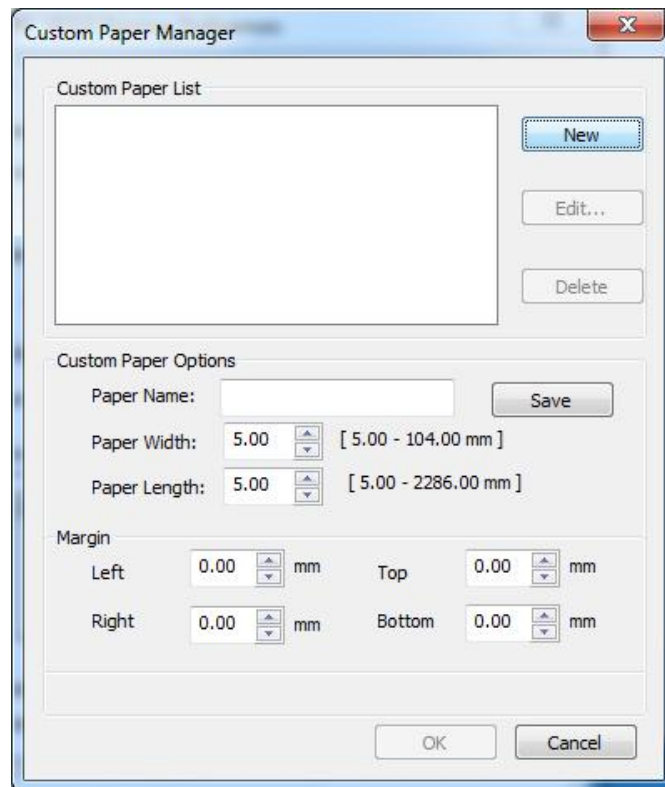 Custom Paper Manager
Custom Paper List
New
Edit...
Delete
Custom Paper Options
Paper Name:
Save
Paper Width: 5.00 [ 5.00 - 104.00 mm ]
Paper Length: 5.00 [ 5.00 - 2286.00 mm ]
Margin
Left 0.00 mm Top 0.00 mm
Right 0.00 mm Bottom 0.00 mm
OK Cancel